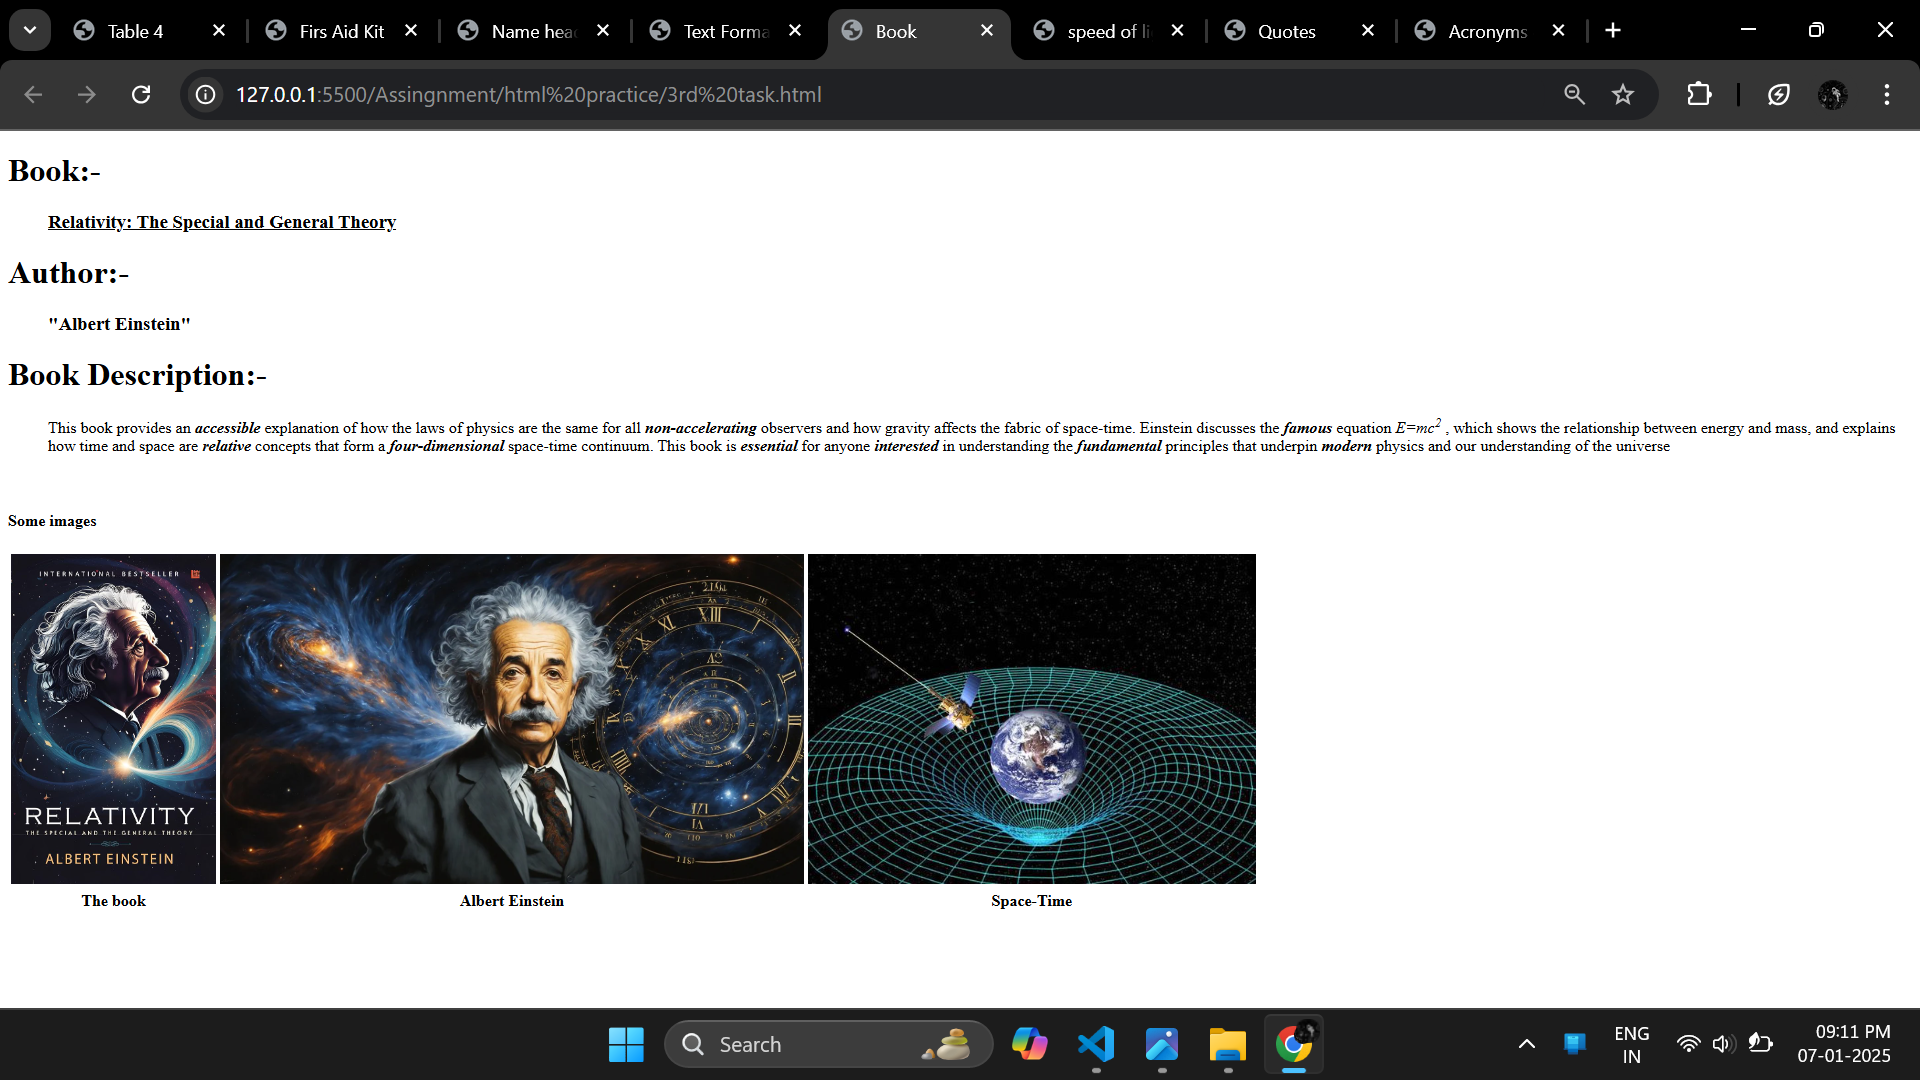 Table 4
Firs Aid Kit
Name hea
Text Forma
Book
speed of li
Quotes
Acronyms
127.0.0.1:5500/Assingnment/html%20practice/3rd%20task.html
Book:-
Relativity: The Special and General Theory
Author:-
"Albert Einstein"
Book Description:-
This book provides an accessible explanation of how the laws of physics are the same for all non-accelerating observers and how gravity affects the fabric of space-time. Einstein discusses the famous equation E=mc² , which shows the relationship between energy and mass, and explains
how time and space are relative concepts that form a four-dimensional space-time continuum. This book is essential for anyone interested in understanding the fundamental principles that underpin modern physics and our understanding of the universe
Some images
INTERNATIONAL BESTSELLER
RELATIVITY
THE SPECIAL AND THE GENERAL THEORY
ALBERT EINSTEIN
XIII
The book
Albert Einstein
Space-Time
Search
ENG
IN
09:11 PM
07-01-2025